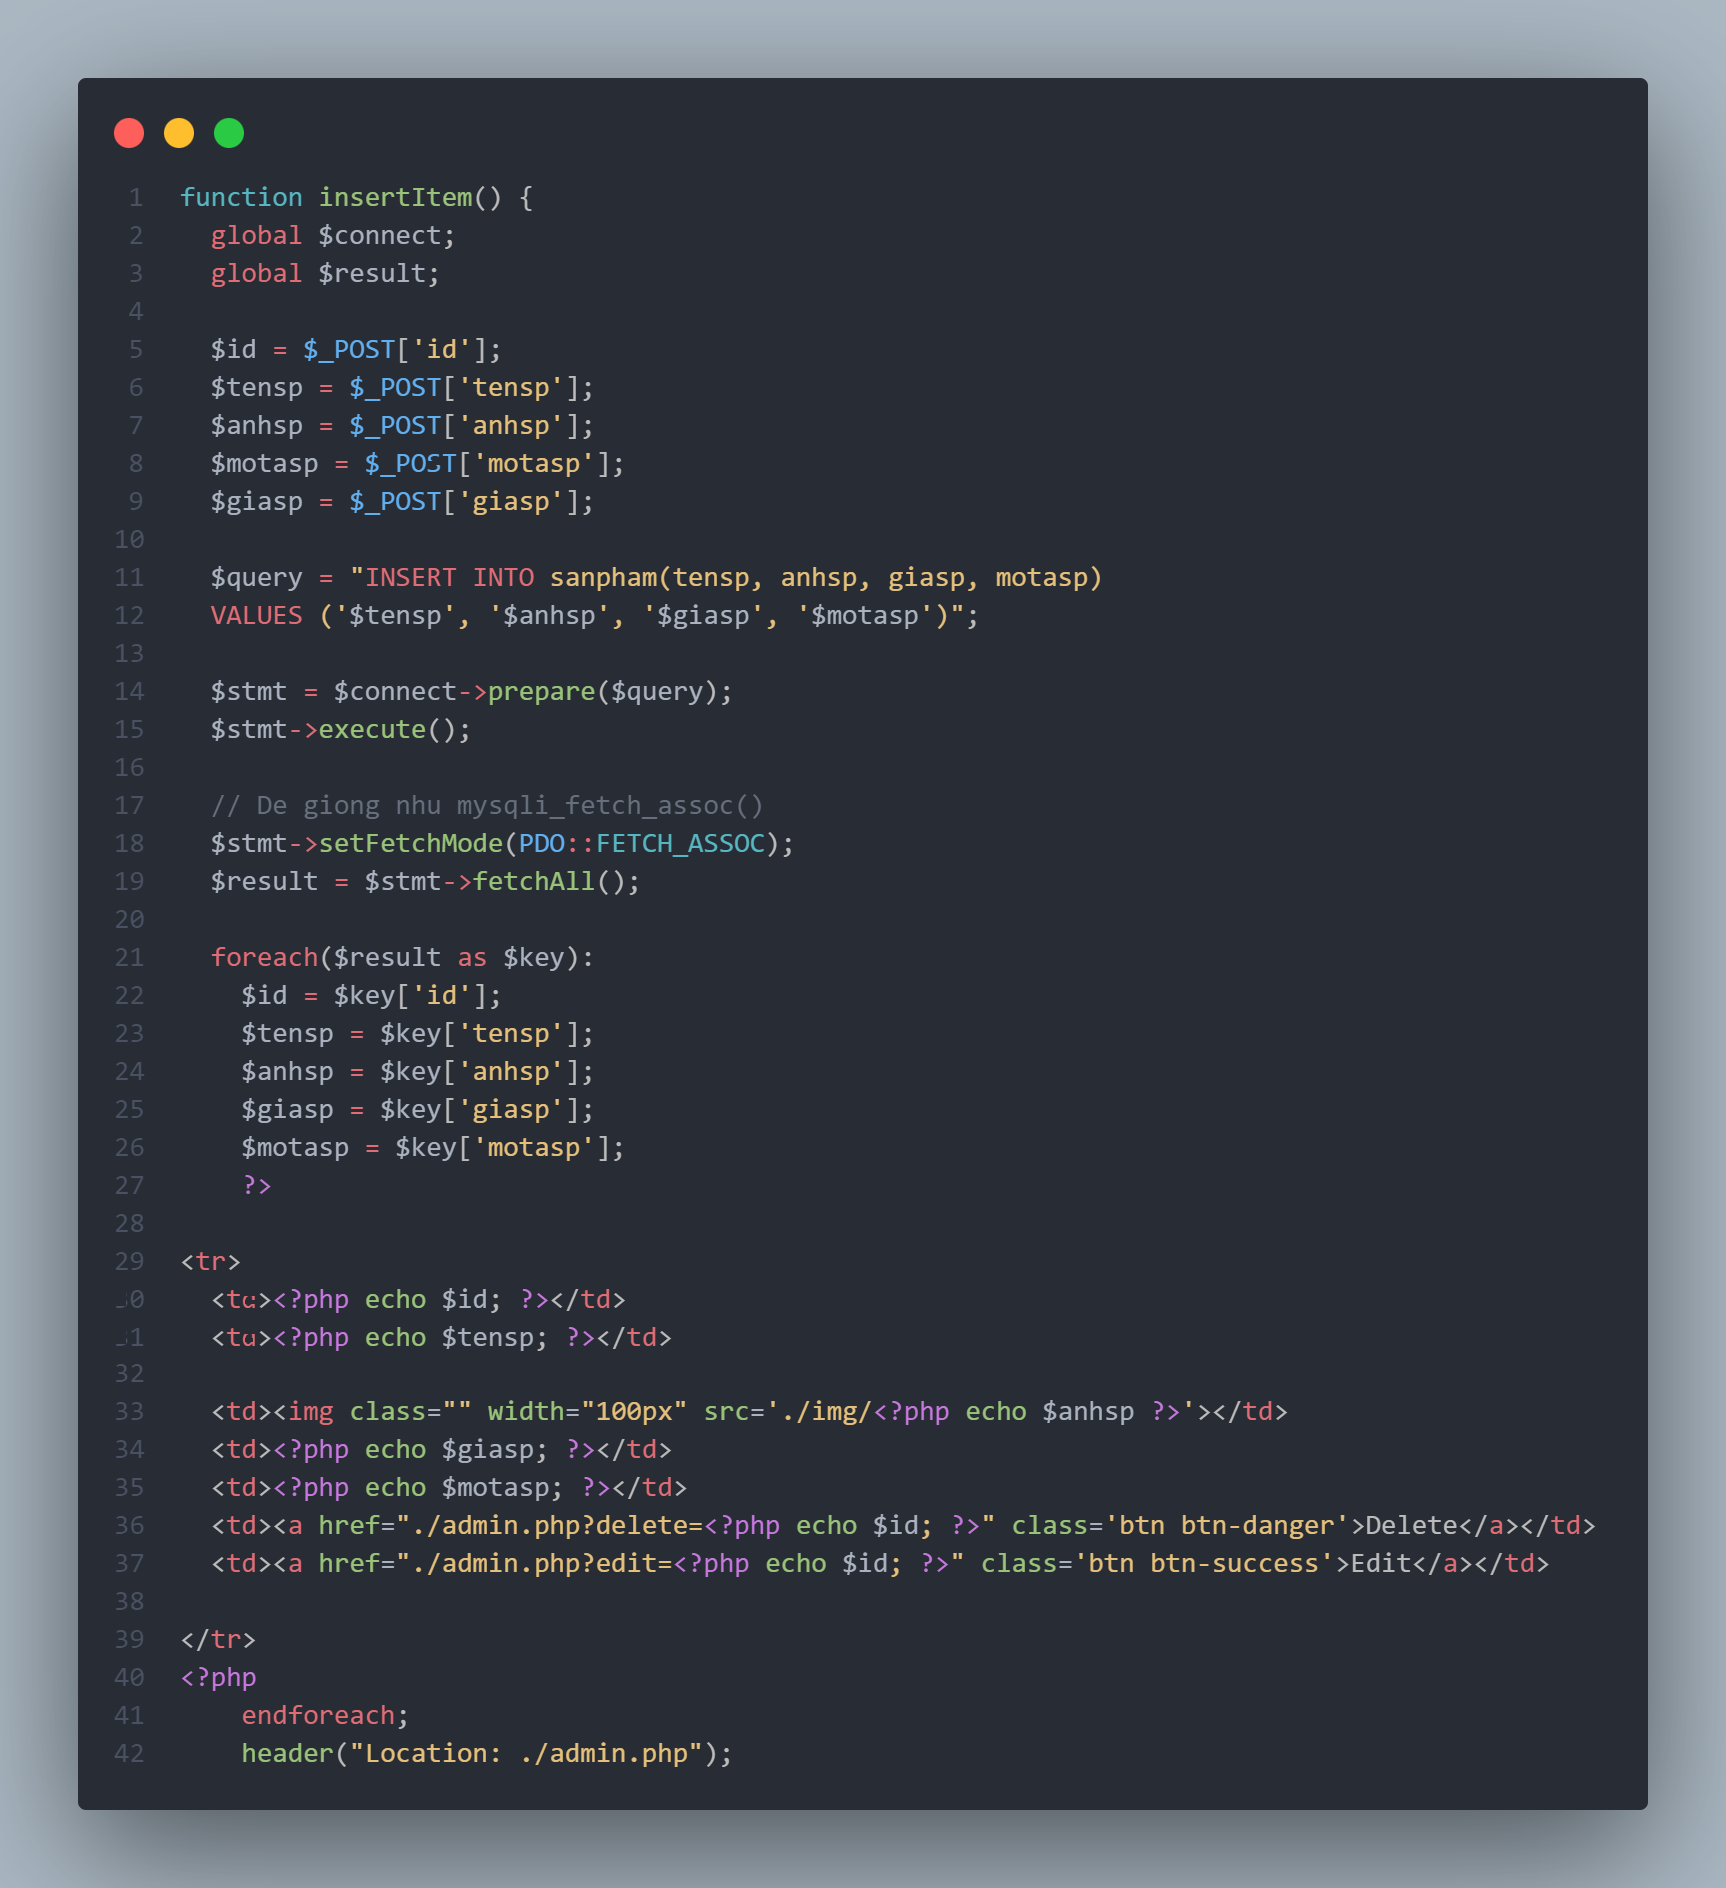 1 function insertItem() {
2 global $connect;
3 global $result;
4
5 $id = $_POST['id'];
6 $tensp = $_POST['tensp'];
7 $anhsp = $_POST['anhsp'];
8 $motasp = $_POST['motasp'];
9 $giasp = $_POST['giasp'];
10
11 $query = "INSERT INTO sanpham(tensp, anhsp, giasp, motasp)
12 VALUES ('$tensp', '$anhsp', '$giasp', '$motasp')";
13
14 $stmt = $connect->prepare($query);
15 $stmt->execute();
16
17 // De giong nhu mysqli_fetch_assoc()
18 $stmt->setFetchMode(PDO::FETCH_ASSOC);
19 $result = $stmt->fetchAll();
20
21 foreach($result as $key):
22 $id = $key['id'];
23 $tensp = $key['tensp'];
24 $anhsp = $key['anhsp'];
25 $giasp = $key['giasp'];
26 $motasp = $key['motasp'];
27 ?>
28
29 <tr>
30 <td><?php echo $id; ?></td>
31 <td><?php echo $tensp; ?></td>
32
33 <td><img class="" width="100px" src='./img/<?php echo $anhsp ?>'></td>
34 <td><?php echo $giasp; ?></td>
35 <td><?php echo $motasp; ?></td>
36 <td><a href="./admin.php?delete=<?php echo $id; ?>" class='btn btn-danger'>Delete</a></td>
37 <td><a href="./admin.php?edit=<?php echo $id; ?>" class='btn btn-success'>Edit</a></td>
38
39 </tr>
40 <?php
41 endforeach;
42 header("Location: ./admin.php");